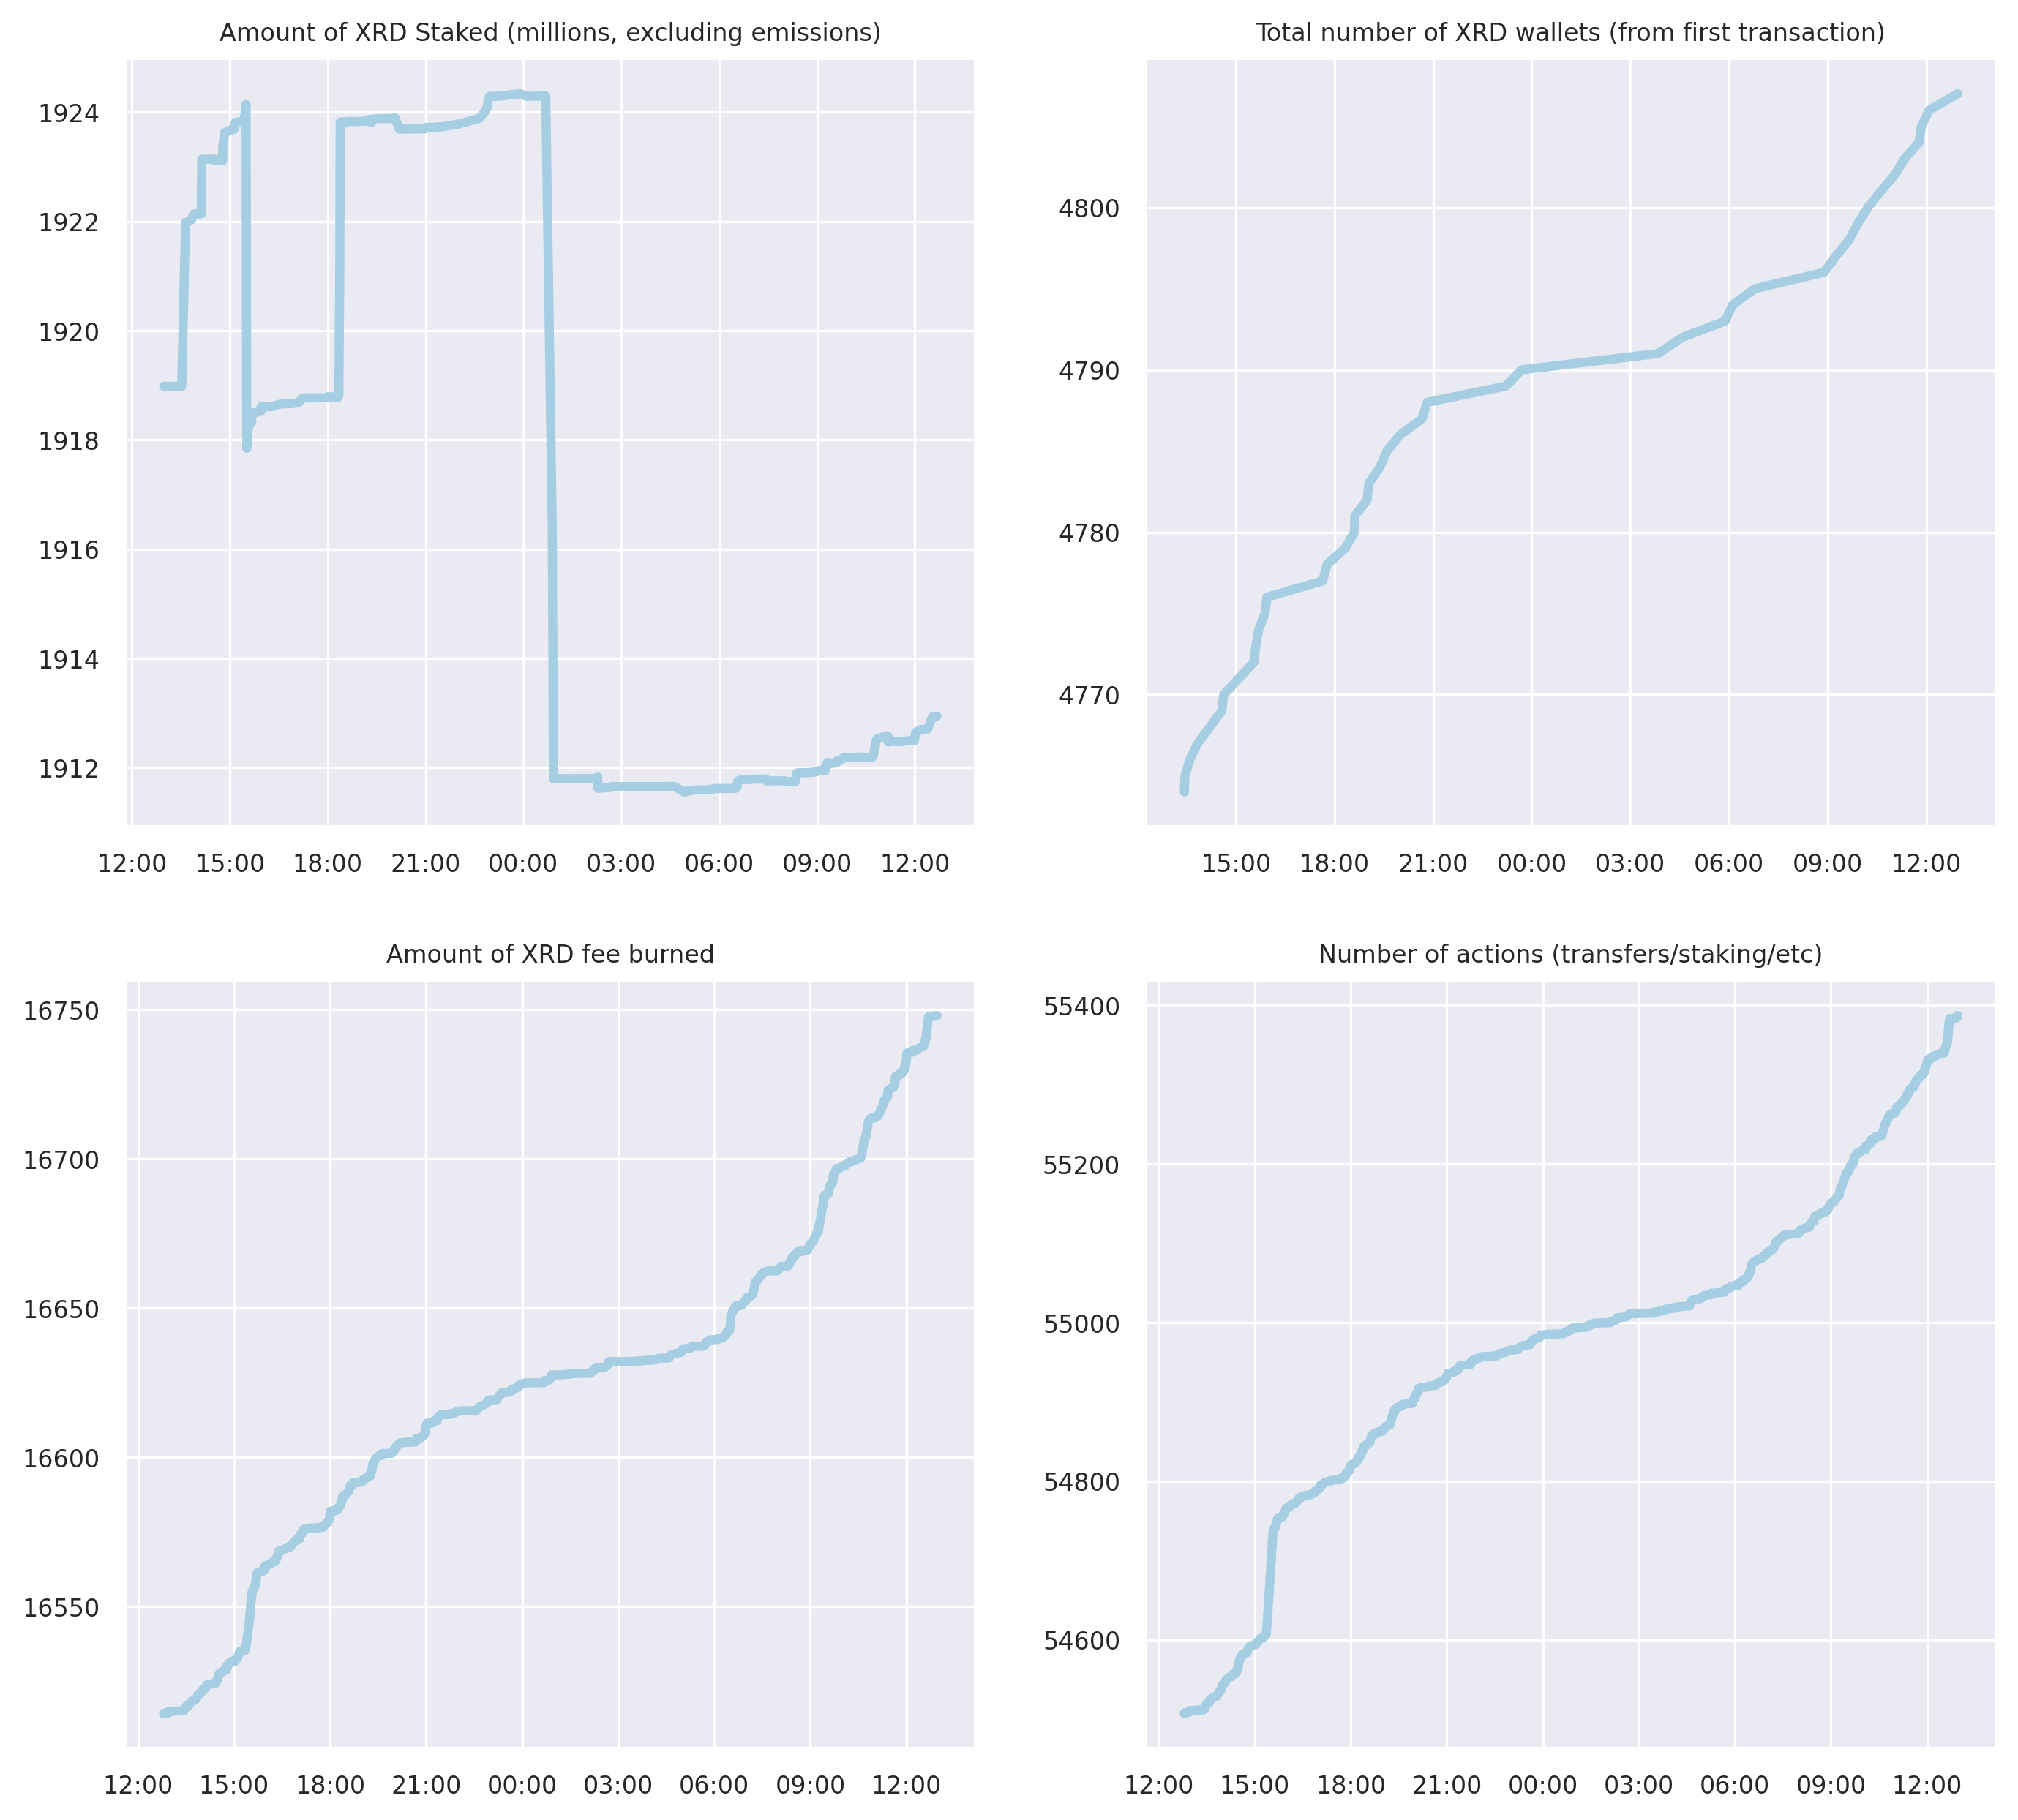 Amount of XRD Staked (millions, excluding emissions)
1924
1922
1920
1918
1916
1914
1912
12:00 15:00 18:00 21:00 00:00 03:00 06:00 09:00 12:00
Total number of XRD wallets (from first transaction)
4800
4790
4780
4770
15:00 18:00 21:00 00:00 03:00 06:00 09:00 12:00
Amount of XRD fee burned
16750
16700
16650
16600
16550
12:00 15:00 18:00 21:00 00:00 03:00 06:00 09:00 12:00
Number of actions (transfers/staking/etc)
55400
55200
55000
54800
54600
12:00 15:00 18:00 21:00 00:00 03:00 06:00 09:00 12:00